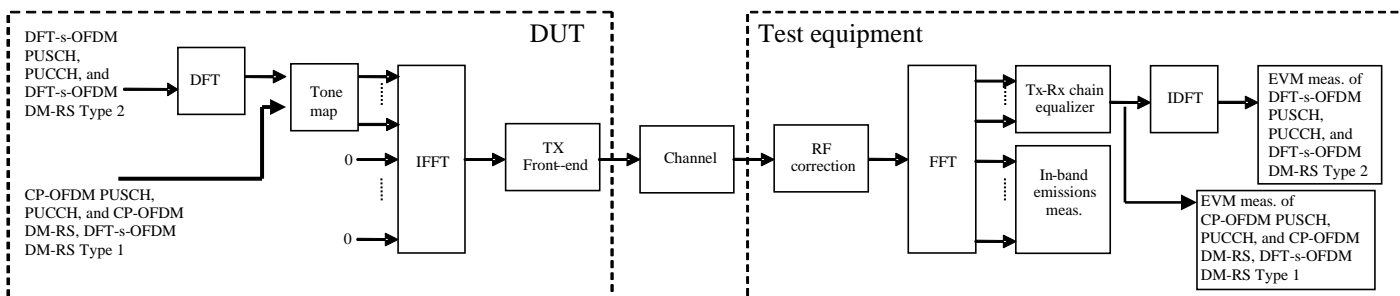 DUT
Test equipment
DFT-s-OFDM
PUSCH,
PUCCH, and
DFT-s-OFDM
DM-RS Type 2
DFT
Tone
map
CP-OFDM PUSCH,
PUCCH, and CP-OFDM
DM-RS, DFT-s-OFDM
DM-RS Type 1
0
0
IFFT
TX
Front-end
Channel
RF
correction
FFT
Tx-Rx chain
equalizer
In-band
emissions
meas.
IDFT
EVM meas. of
DFT-s-OFDM
PUSCH,
PUCCH, and
DFT-s-OFDM
DM-RS Type 2
EVM meas. of
CP-OFDM PUSCH,
PUCCH, and CP-OFDM
DM-RS, DFT-s-OFDM
DM-RS Type 1